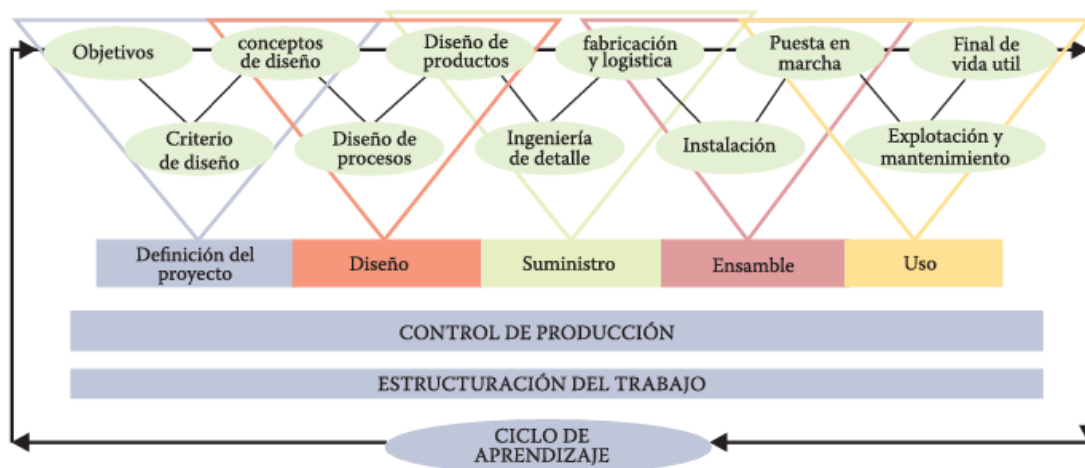 Objetivos
conceptos
de diseño
Diseño de
productos
fabricación
y logistica
Puesta en
marcha
Final de
vida util
Criterio
de diseño
Diseño de
procesos
Ingeniería
de detalle
Instalación
Explotación y
mantenimiento
Definición del
proyecto
Diseño
Suministro
Ensamble
Uso
CONTROL DE PRODUCCIÓN
ESTRUCTURACIÓN DEL TRABAJO
CICLO DE
APRENDIZAJE